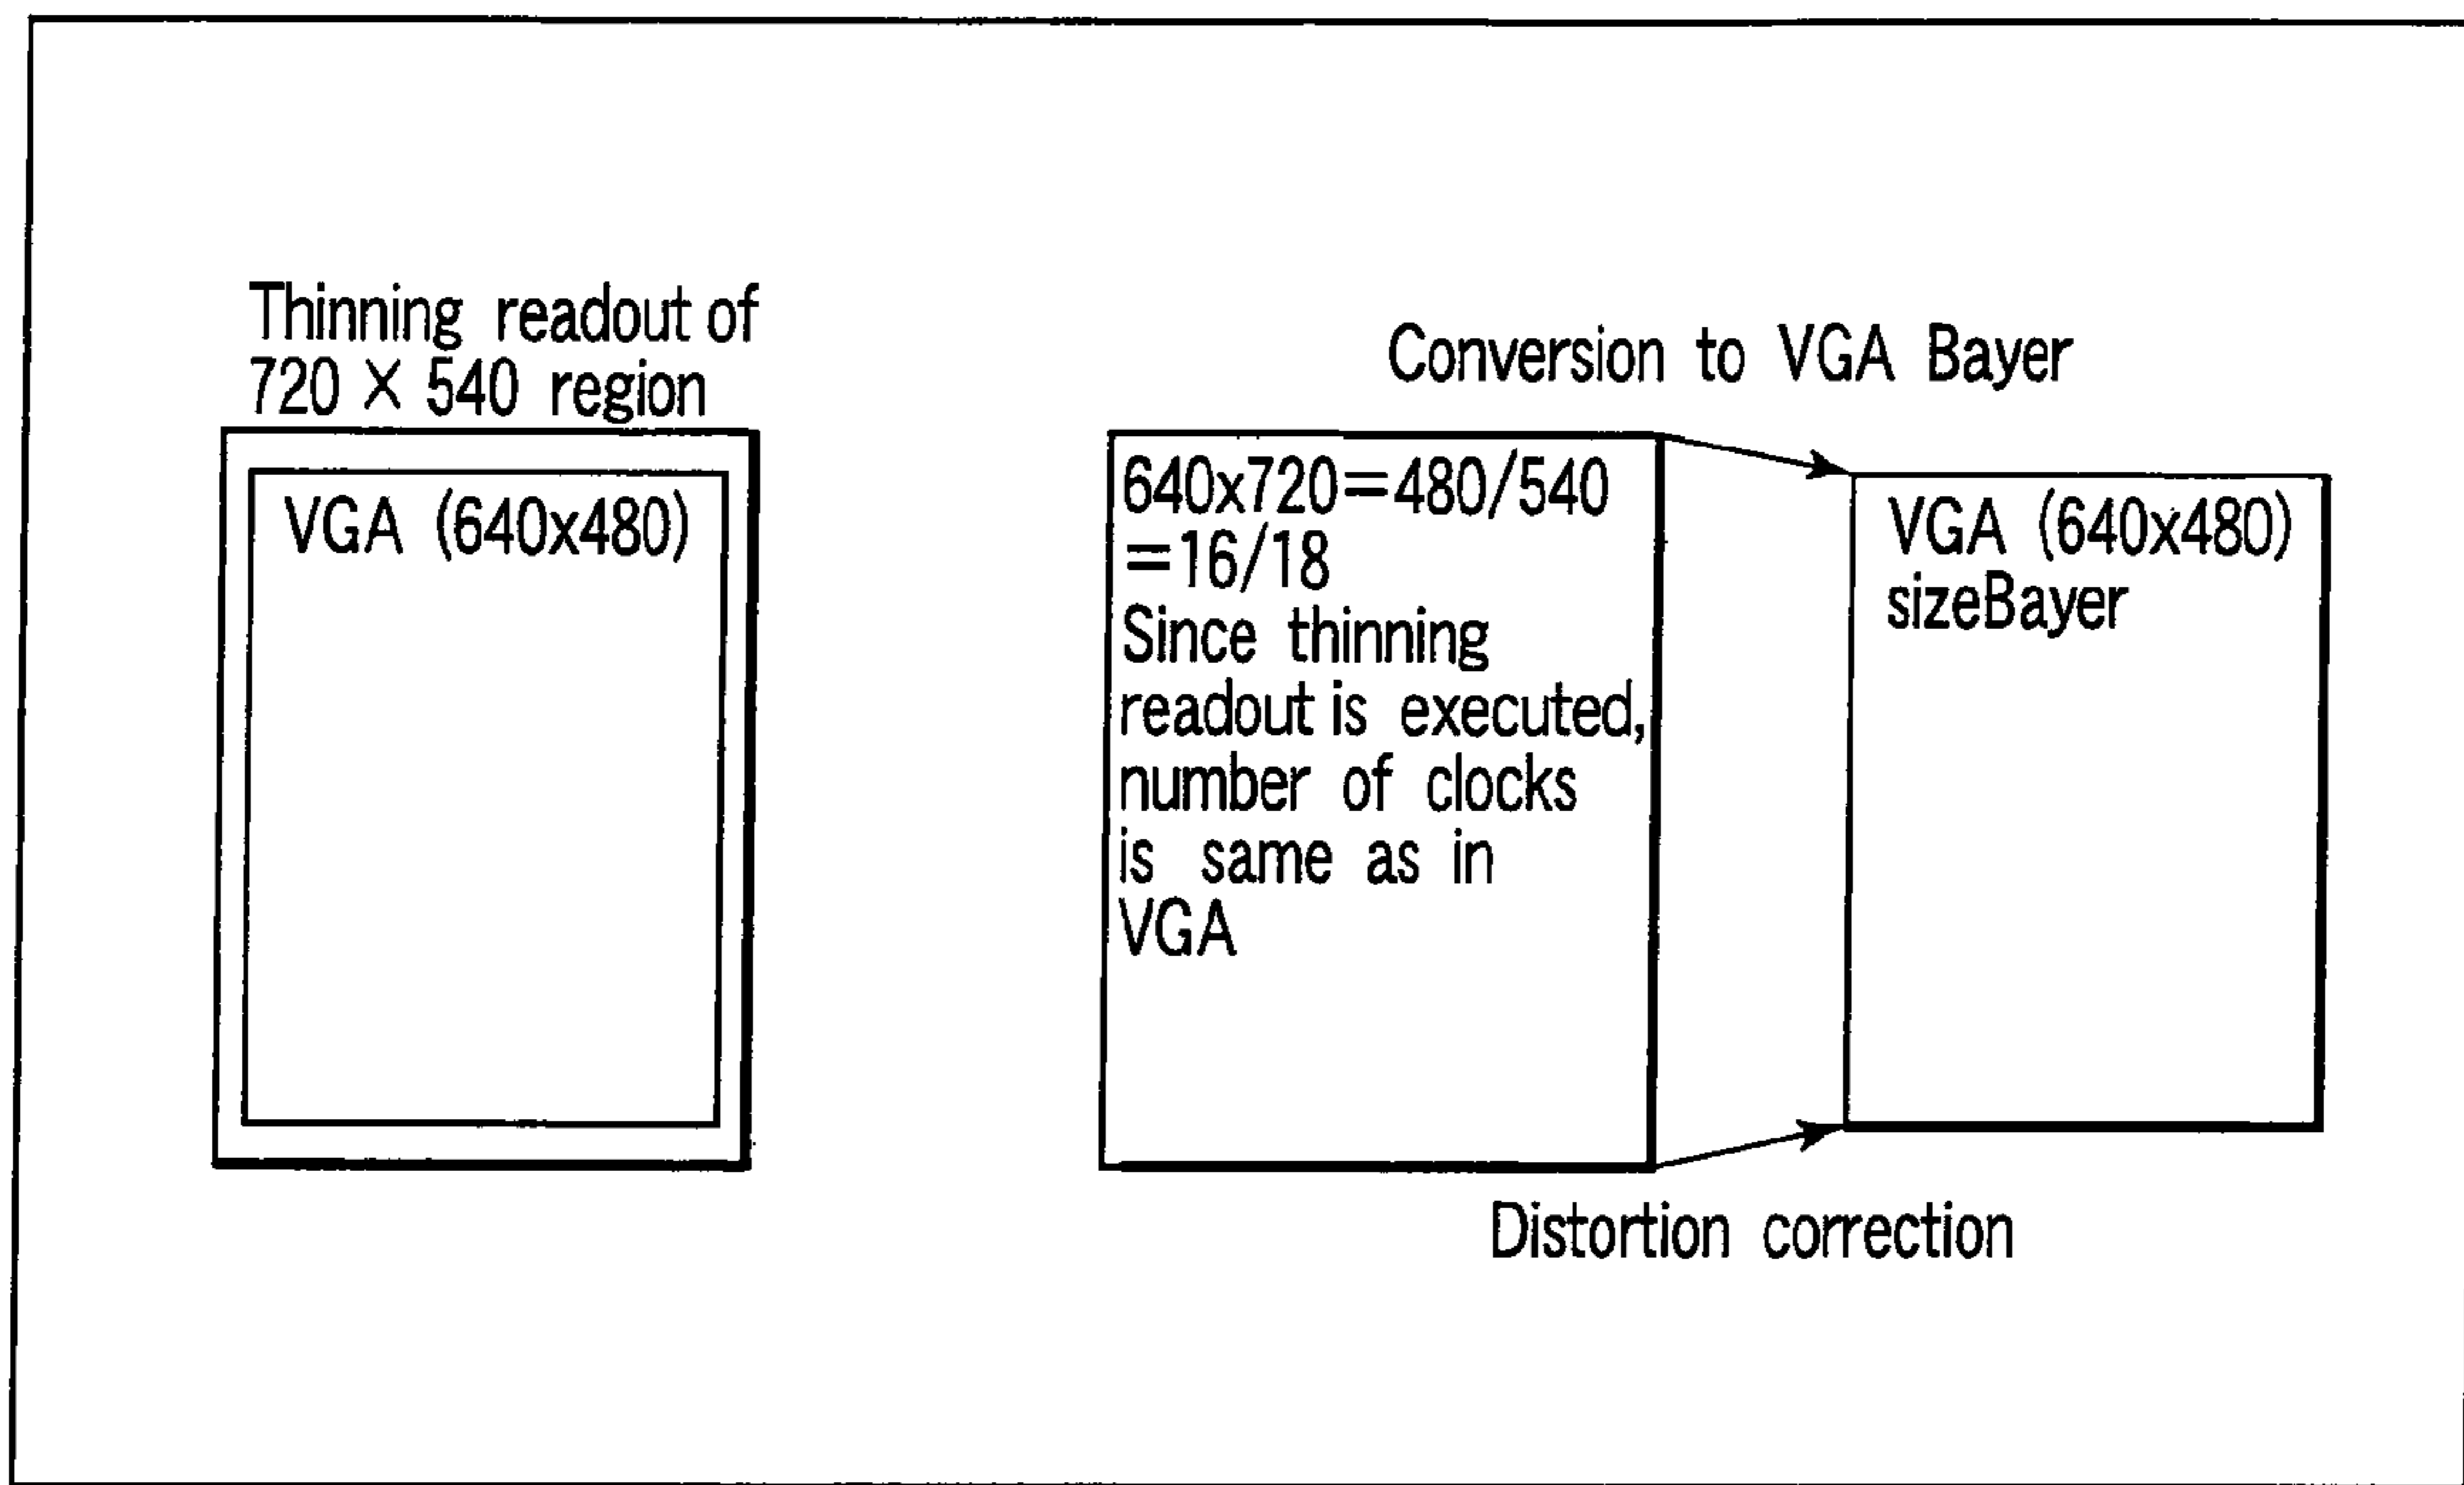 Thinning readout of
720 X 540 region
VGA (640x480)
Conversion to VGA Bayer
640x720=480/540
=16/18
Since thinning
readout is executed,
number of clocks
is same as in
VGA
VGA (640x480)
sizeBayer
Distortion correction